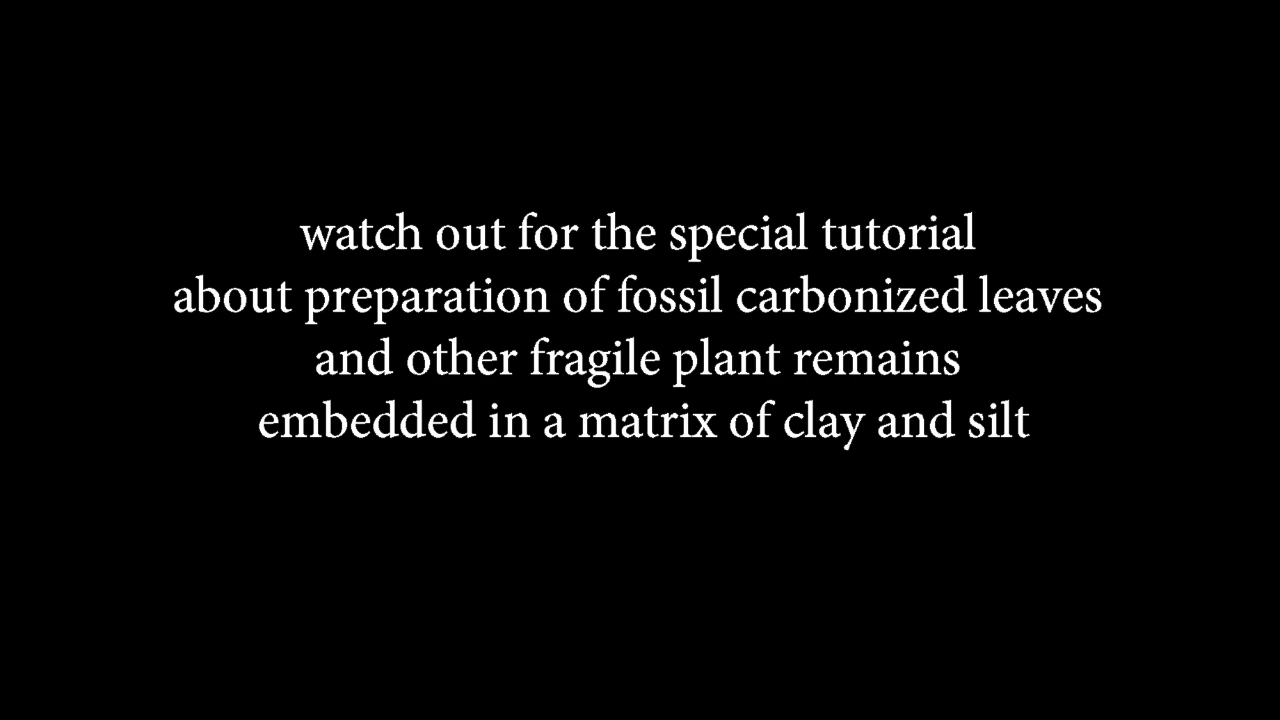 watch out for the special tutorial
about preparation of fossil carbonized leaves
and other fragile plant remains
embedded in a matrix of clay and silt